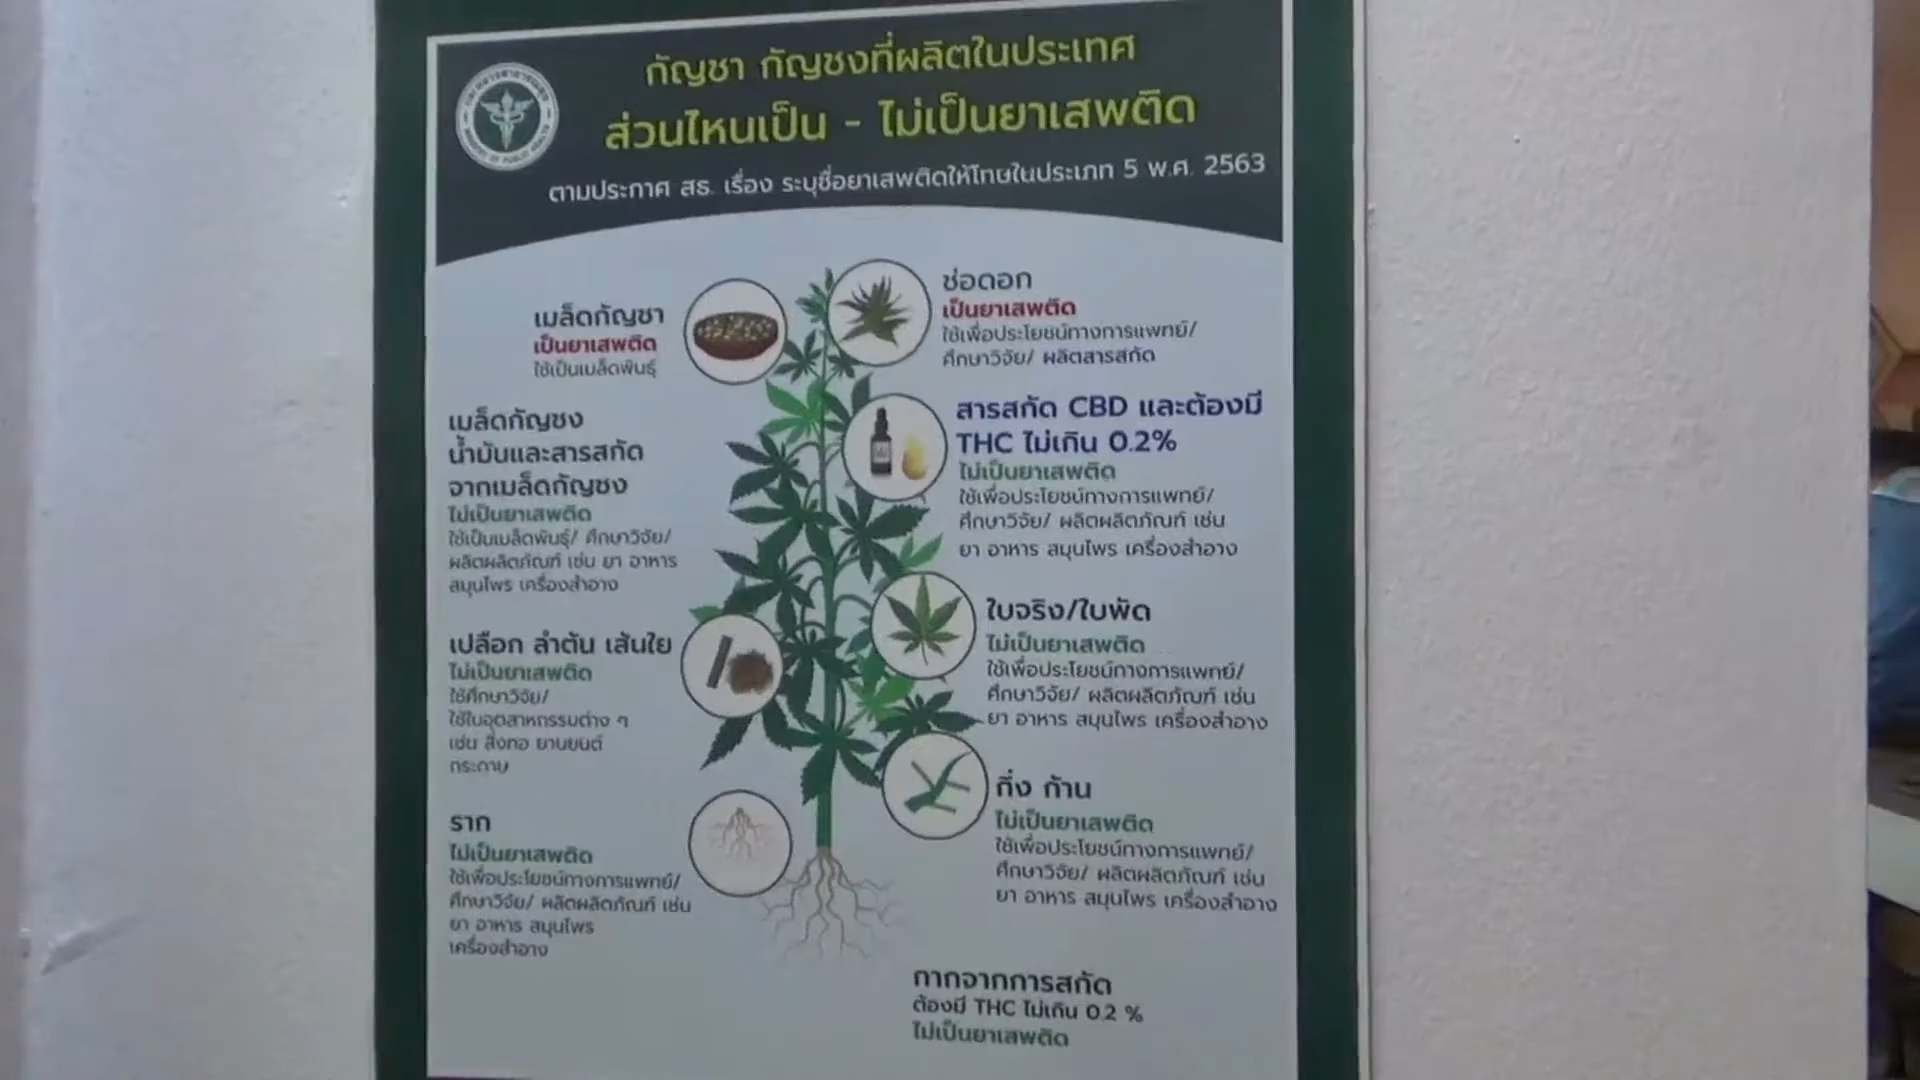 กัญชา กัญชงที่ผลิตในประเทศ
ส่วนไหนเป็น - ไม่เป็นยาเสพติด
ตามประกาศ สธ. เรื่อง ระบุชื่อยาเสพติดให้โทษในประเภท 5 พ.ศ. 2563
เมล็ดกัญชา
เป็นยาเสพติด
ใช้เป็นเมล็ดพันธุ์
เมล็ดกัญชง
น้ำมันและสารสกัด
จากเมล็ดกัญชง
ไม่เป็นยาเสพติด
ใช้เป็นเมล็ดพันธุ์/ ศึกษาวิจัย/
ผลิตผลิตภัณฑ์ เช่น ยา อาหาร
สมุนไพร เครื่องสำอาง
เปลือก ลำต้น เส้นใย
ไม่เป็นยาเสพติด
ใช้ศึกษาวิจัย/
ใช้ในอุตสาหกรรมต่าง ๆ
เช่น สิ่งทอ ยานยนต์
กระดาษ
ราก
ไม่เป็นยาเสพติด
ใช้เพื่อประโยชน์ทางการแพทย์/
ศึกษาวิจัย/ ผลิตผลิตภัณฑ์ เช่น
ยา อาหาร สมุนไพร
เครื่องสำอาง
ช่อดอก
เป็นยาเสพติด
ใช้เพื่อประโยชน์ทางการแพทย์/
ศึกษาวิจัย/ ผลิตสารสกัด
สารสกัด CBD และต้องมี
THC ไม่เกิน 0.2%
ไม่เป็นยาเสพติด
ใช้เพื่อประโยชน์ทางการแพทย์/
ศึกษาวิจัย/ ผลิตผลิตภัณฑ์ เช่น
ยา อาหาร สมุนไพร เครื่องสำอาง
ใบจริง/ใบพัด
ไม่เป็นยาเสพติด
ใช้เพื่อประโยชน์ทางการแพทย์/
ศึกษาวิจัย/ ผลิตผลิตภัณฑ์ เช่น
ยา อาหาร สมุนไพร เครื่องสำอาง
กิ่ง ก้าน
ไม่เป็นยาเสพติด
ใช้เพื่อประโยชน์ทางการแพทย์/
ศึกษาวิจัย/ ผลิตผลิตภัณฑ์ เช่น
ยา อาหาร สมุนไพร เครื่องสำอาง
กากจากการสกัด
ต้องมี THC ไม่เกิน 0.2 %
ไม่เป็นยาเสพติด